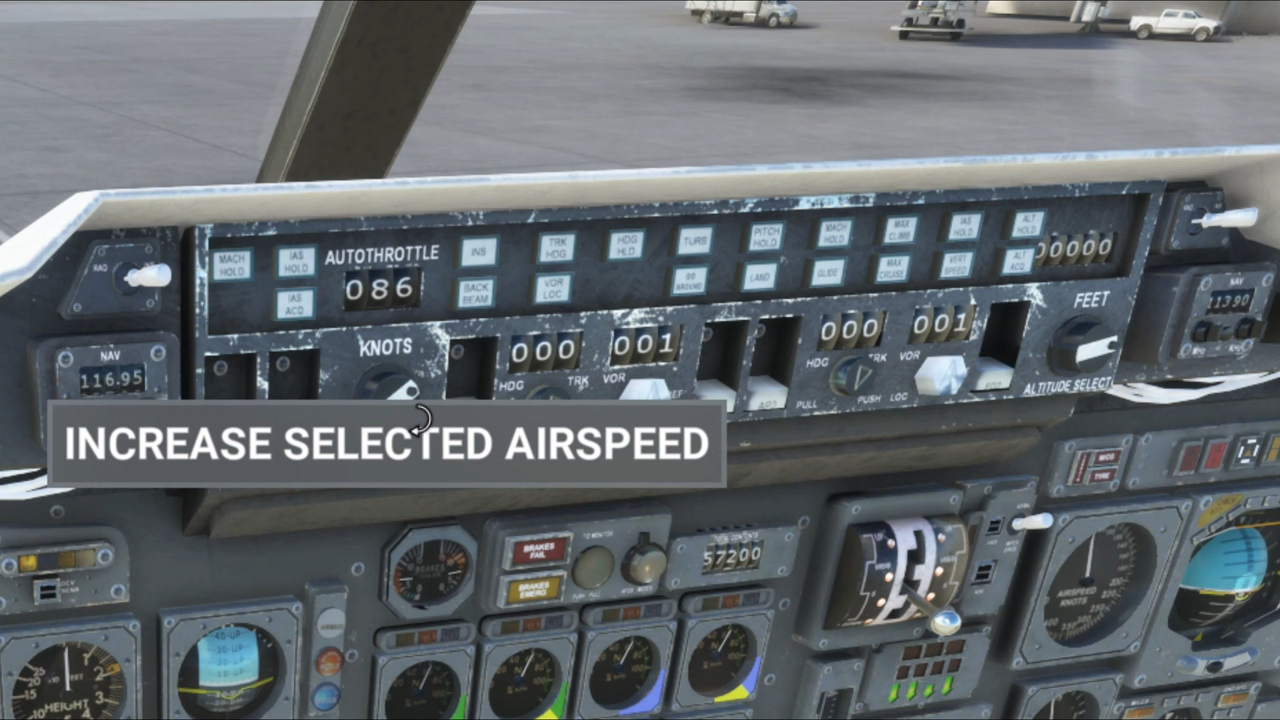 MACH HOLD
IAS HOLD
AUTOTHROTTLE
INS
TRK HDG
HDG HLD
TURB
PITCH HOLD
MACH HOLD
MAX CLIMB
IAS HOLD
ALT HOLD
00000
RAD
IAS ACQ
086
BACK BEAM
VOR LOC
GO AROUND
LAND
GLIDE
MAX CRUISE
VERT SPEED
ALT ACQ
NAV
116.95
KNOTS
000
001
HDG
TRK
VOR
000
001
HDG
TRK
VOR
PULL
PUSH
LOC
FEET
ALTITUDE SELECT
NAV
INCREASE SELECTED AIRSPEED
BRAKES FAIL
BRAKES EMERG
57200
AIRSPEED KNOTS
HEIGHT